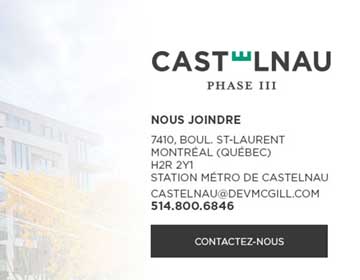 CASTELNAU
PHASE III
NOUS JOINDRE
7410, BOUL. ST-LAURENT
MONTRÉAL (QUÉBEC)
H2R 2Y1
STATION MÉTRO DE CASTELNAU
CASTELNAU@DEVMCGILL.COM
514.800.6846
CONTACTEZ-NOUS